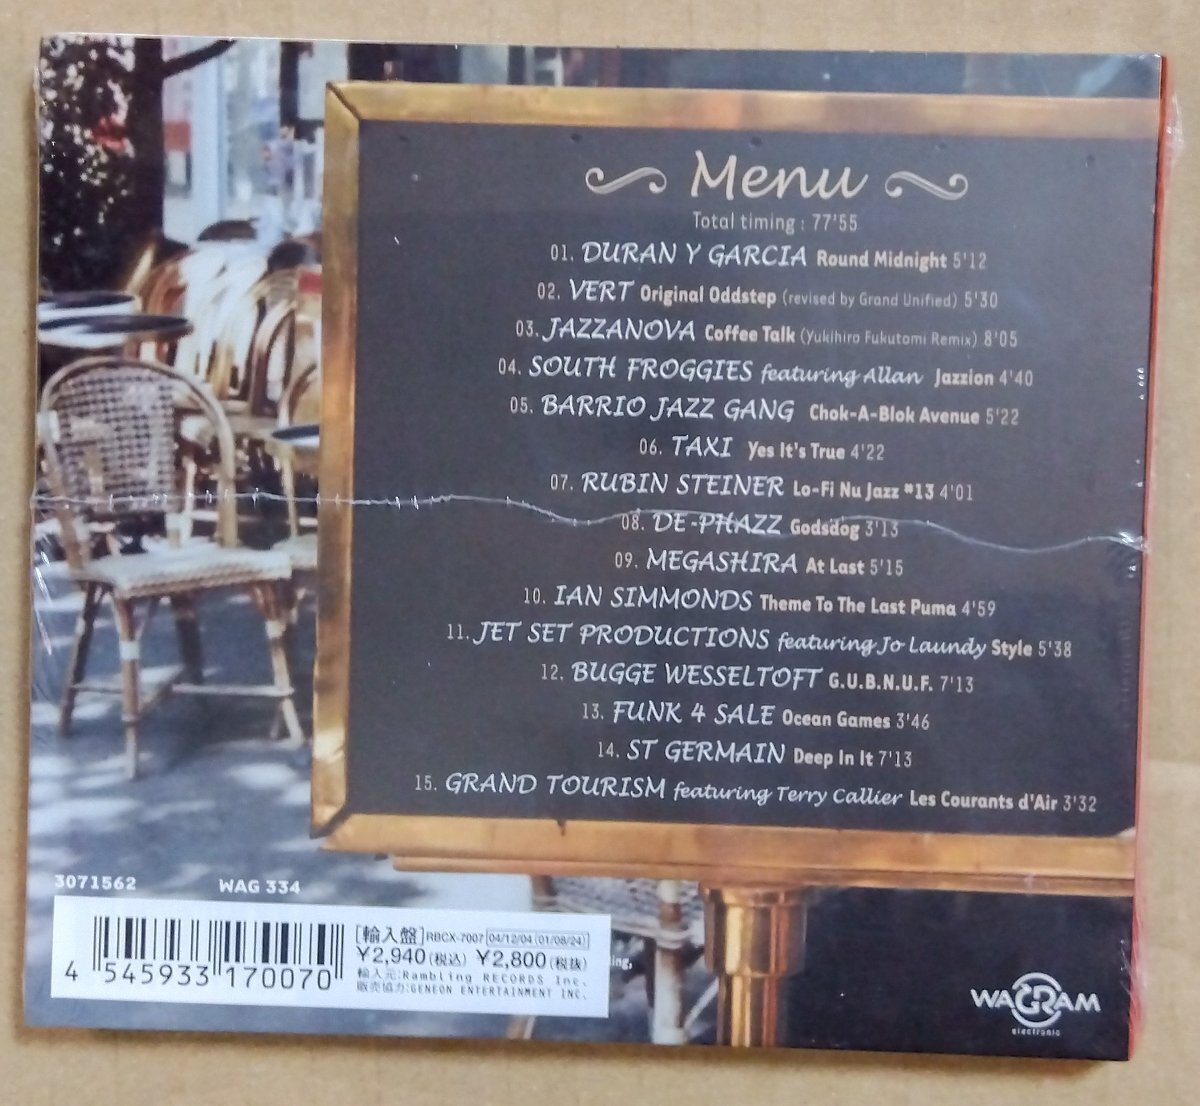 Menu
Total timing : 77'55
01. DURAN Y GARCIA Round Midnight 5'12
02. VERT Original Oddstep (revised by Grand Unified) 5'30
03. JAZZANOVA Coffee Talk (Yukihiro Fukutomi Remix) 8'05
04. SOUTH FROGGIES featuring Allan Jazzion 4'40
05. BARRIO JAZZ GANG Chok-A-Blok Avenue 5'22
06. TAXI Yes It's True 4'22
07. RUBIN STEINER Lo-Fi Nu Jazz #13 4'01
08. DE-PHAZZ Godsdog 3'13
09. MEGASHIRA At Last 5'15
10. IAN SIMMONDS Theme To The Last Puma 4'59
11. JET SET PRODUCTIONS featuring Jo Laundy Style 5'38
12. BUGGE WESSELTOFT G.U.B.N.U.F. 7'13
13. FUNK 4 SALE Ocean Games 3'46
14. ST GERMAIN Deep In It 7'13
15. GRAND TOURISM featuring Terry Callier Les Courants d'Air 3'32
3071562 WAG 334
[輸入盤] RBCX-7007 04/12/04 (01/08/24)
¥2,940(税込) ¥2,800(税抜)
輸入元:Rambling RECORDS Inc.
販売協力:GENEON ENTERTAINMENT INC.
4 545933 170070
WAGRAM
electronic